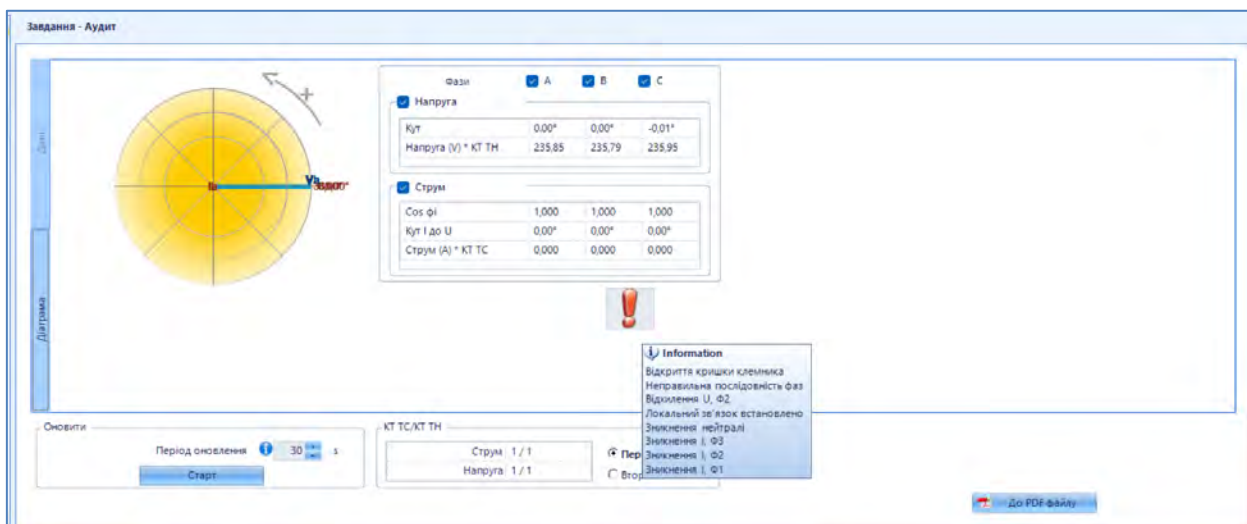 Завдання - Аудит
Фази A B C
Напруга
Кут 0,00° 0,00° -0,01°
Напруга (V) * КТ ТН 235,85 235,79 235,95
Струм
Cos фі 1,000 1,000 1,000
Кут I до U 0,00° 0,00° 0,00°
Струм (A) * КТ ТС 0,000 0,000 0,000
Діаграма
Information
Відкриття кришки клемника
Неправильна послідовність фаз
Відхилення U, Ф2
Локальний зв'язок встановлено
Зникнення нейтралі
Зникнення I, Ф3
Зникнення I, Ф2
Зникнення I, Ф1
Оновити
Період оновлення 30 s
Старт
КТ ТС/КТ ТН
Струм 1 / 1
Напруга 1 / 1
До PDF файлу